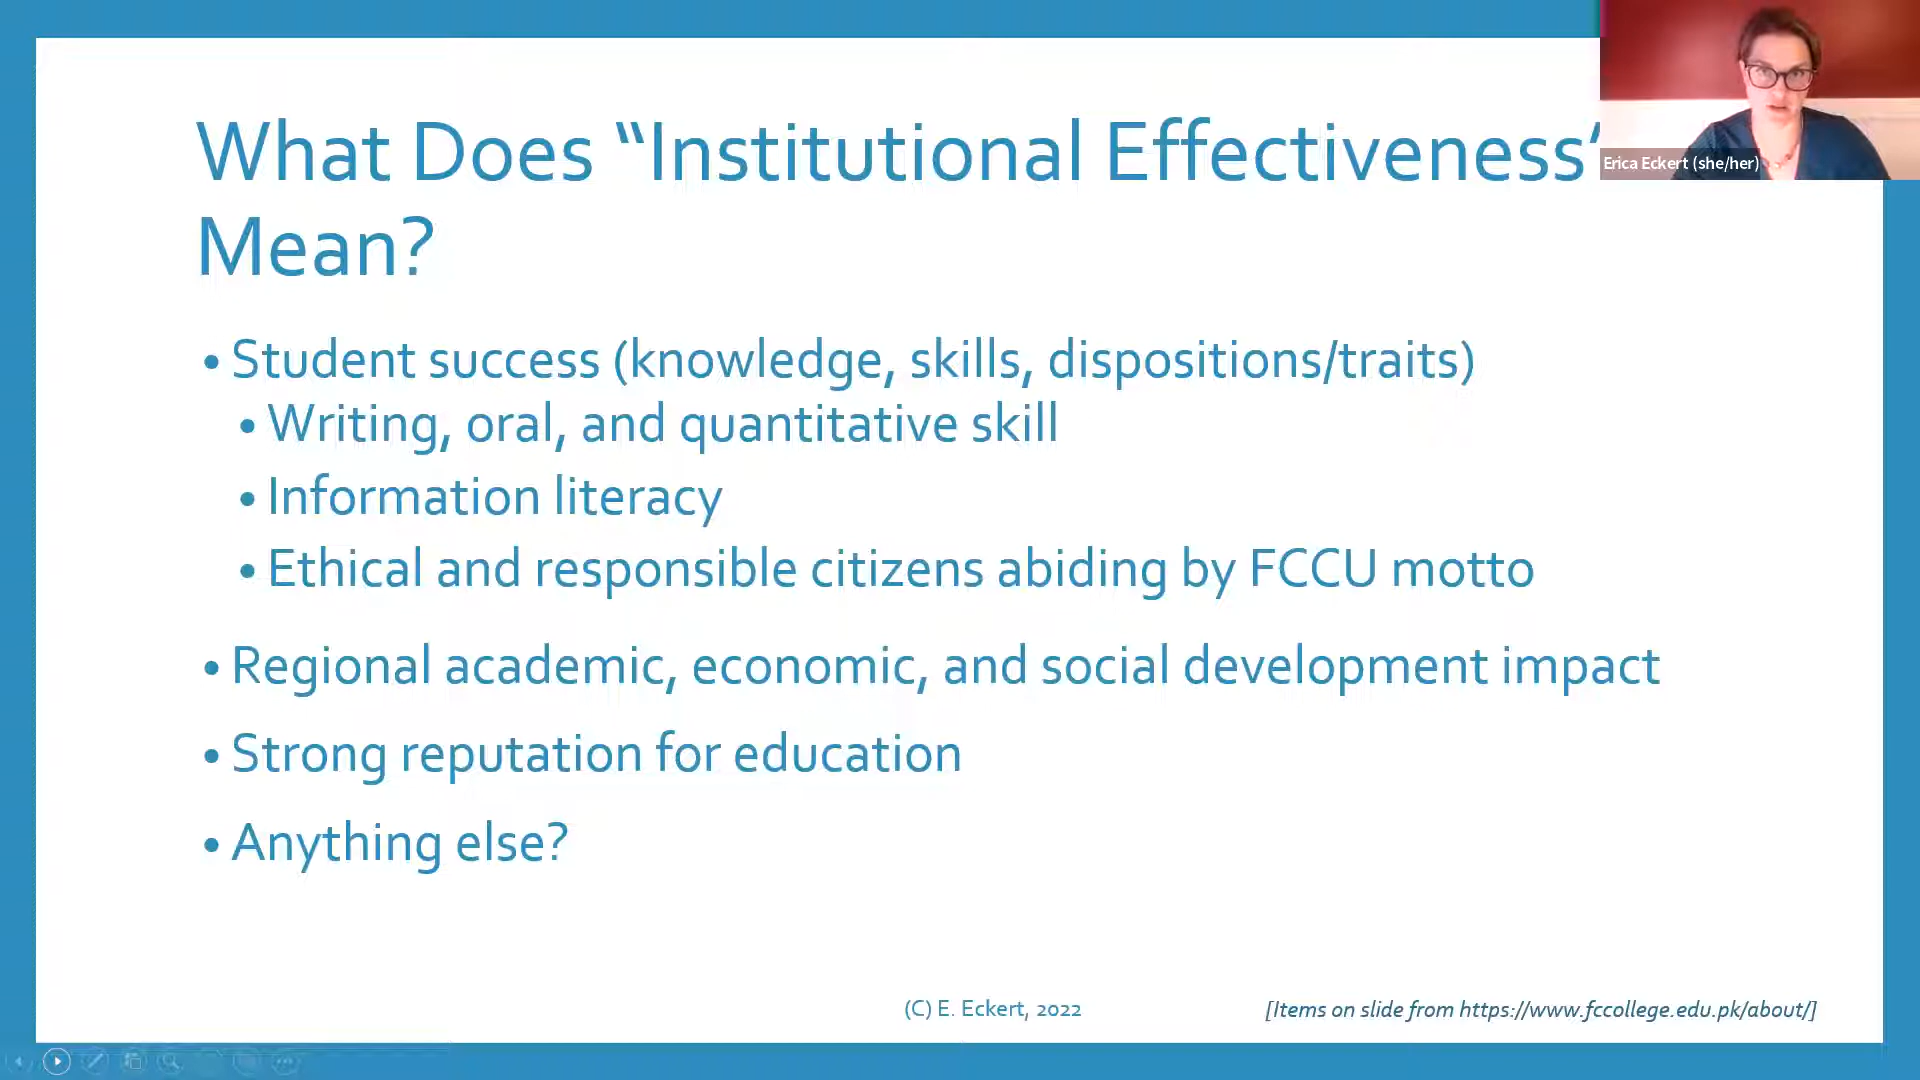 What Does “Institutional Effectiveness”
Mean?
• Student success (knowledge, skills, dispositions/traits)
• Writing, oral, and quantitative skill
• Information literacy
• Ethical and responsible citizens abiding by FCCU motto
• Regional academic, economic, and social development impact
• Strong reputation for education
• Anything else?
(C) E. Eckert, 2022
[Items on slide from https://www.fccollege.edu.pk/about/]
Erica Eckert (she/her)